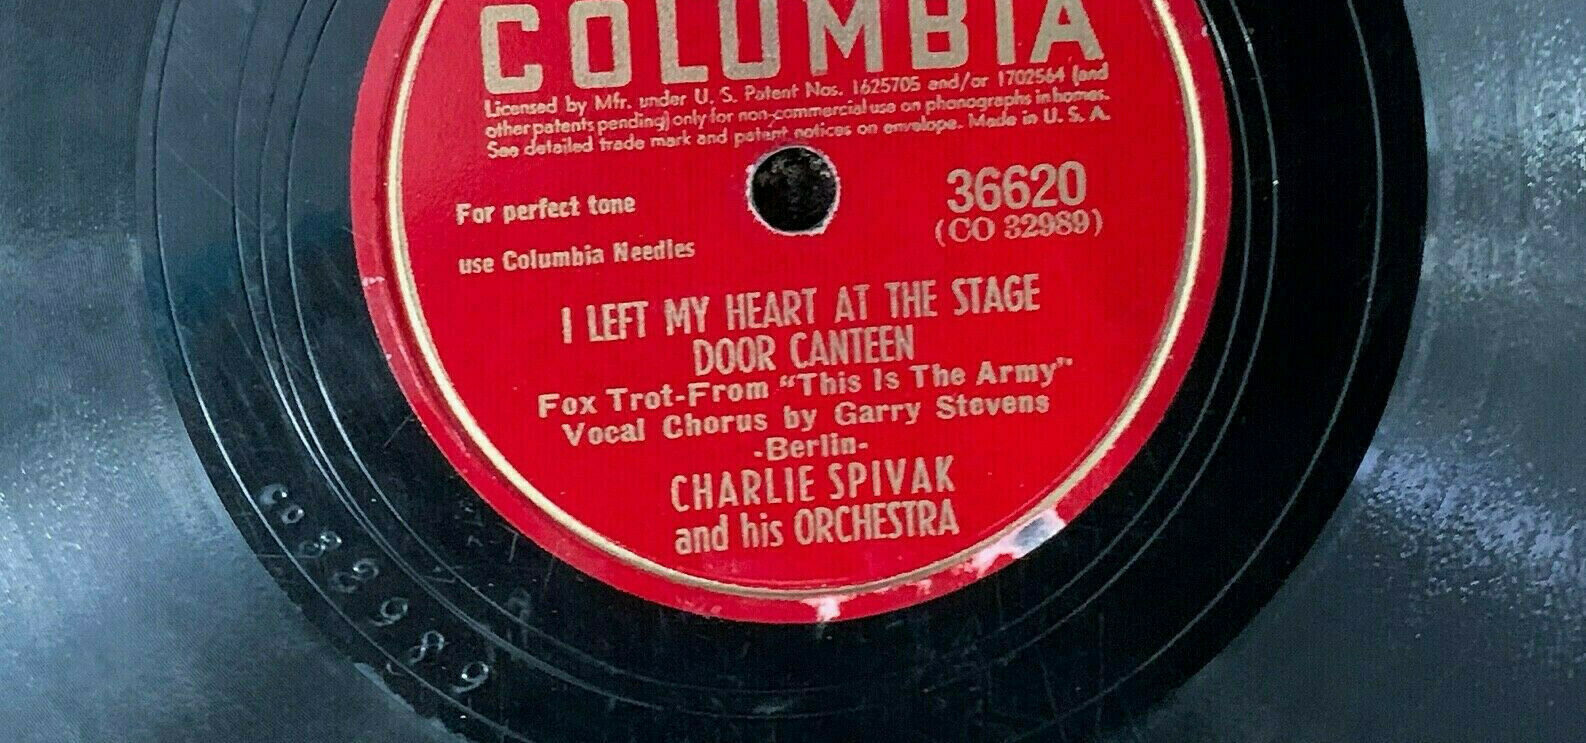 COLUMBIA
Licensed by Mfr. under U. S. Patent Nos. 1625705 and/or 1702564 (and
other patents pending) only for non-commercial use on phonographs in homes.
See detailed trade mark and patent notices on envelope. Made in U. S. A.
36620
(CO 32989)
For perfect tone
use Columbia Needles
I LEFT MY HEART AT THE STAGE
DOOR CANTEEN
Fox Trot-From "This Is The Army"
Vocal Chorus by Garry Stevens
-Berlin-
CHARLIE SPIVAK
and his ORCHESTRA
CO32989